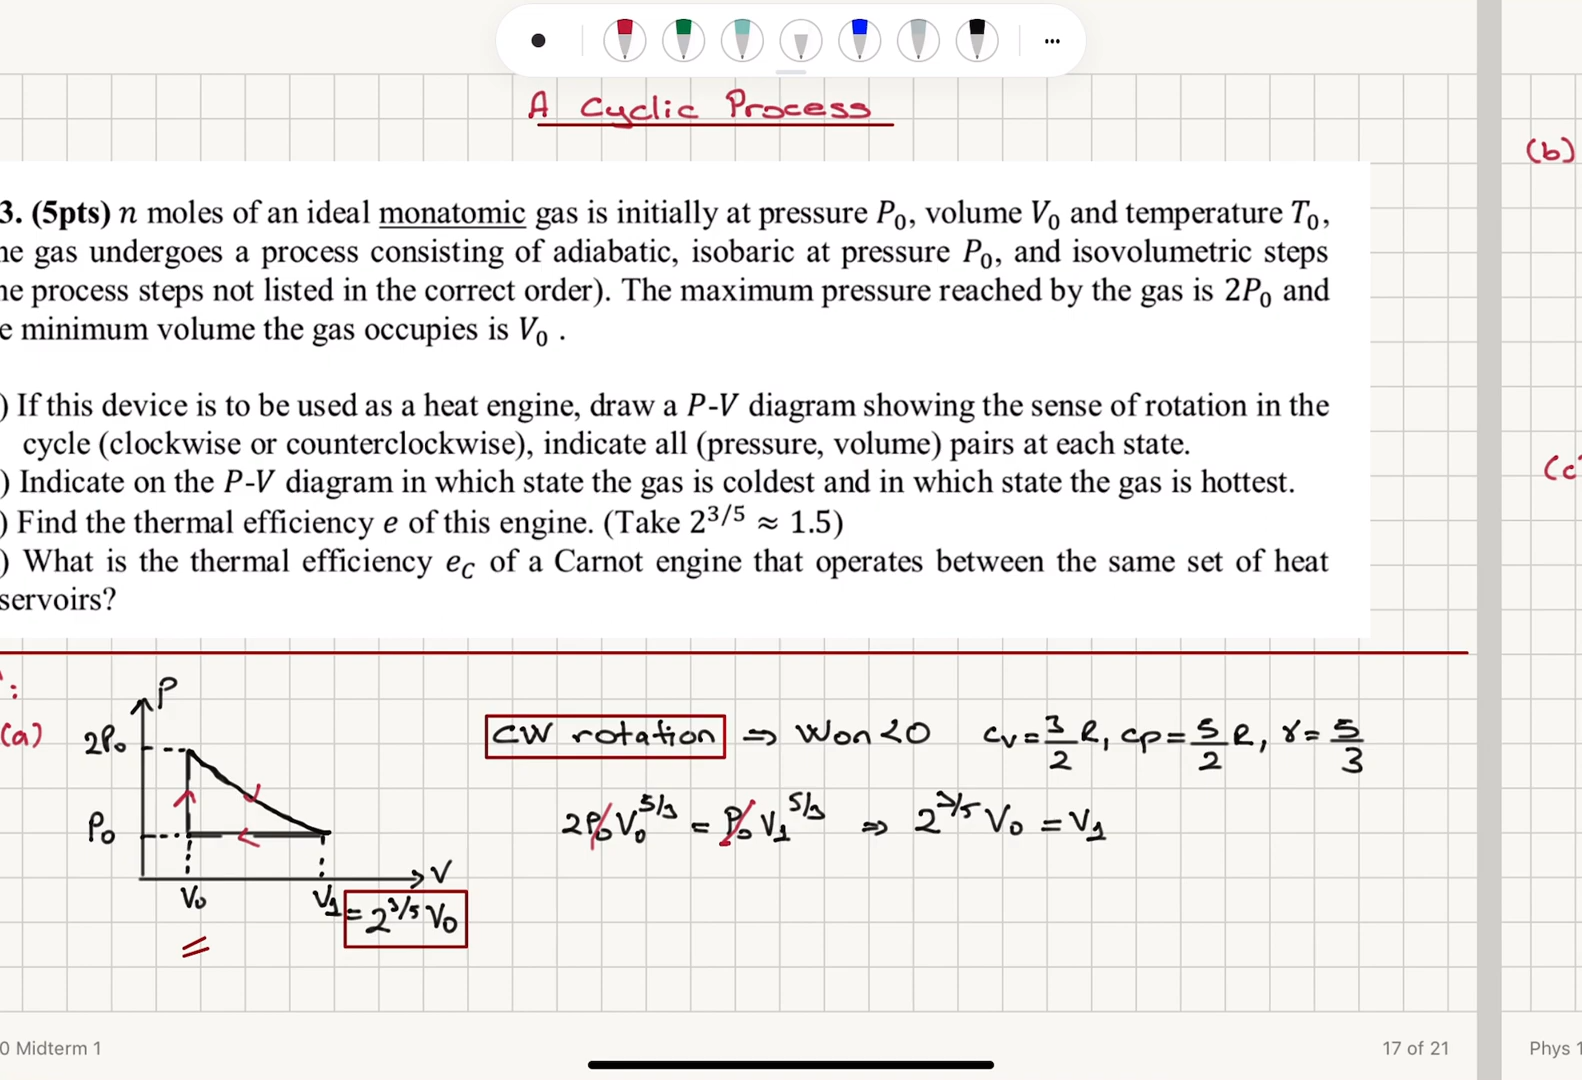 A Cyclic Process
(b)
3. (5pts) n moles of an ideal monatomic gas is initially at pressure P₀, volume V₀ and temperature T₀,
he gas undergoes a process consisting of adiabatic, isobaric at pressure P₀, and isovolumetric steps
he process steps not listed in the correct order). The maximum pressure reached by the gas is 2P₀ and
e minimum volume the gas occupies is V₀ .
) If this device is to be used as a heat engine, draw a P-V diagram showing the sense of rotation in the
cycle (clockwise or counterclockwise), indicate all (pressure, volume) pairs at each state.
(c)
) Indicate on the P-V diagram in which state the gas is coldest and in which state the gas is hottest.
) Find the thermal efficiency e of this engine. (Take 2^{3/5} ≈ 1.5)
) What is the thermal efficiency e_C of a Carnot engine that operates between the same set of heat
servoirs?
:
(a)
P
2P₀
P₀
V
V₀
V₁ = 2^{3/5} V₀
CW rotation ⇒ Won<0 cv = 3/2 R, cp = 5/2 R, γ = 5/3
2P₀V₀^{5/3} = P₀V₁^{5/3} ⇒ 2^{3/5} V₀ = V₁
0 Midterm 1
17 of 21
Phys 1